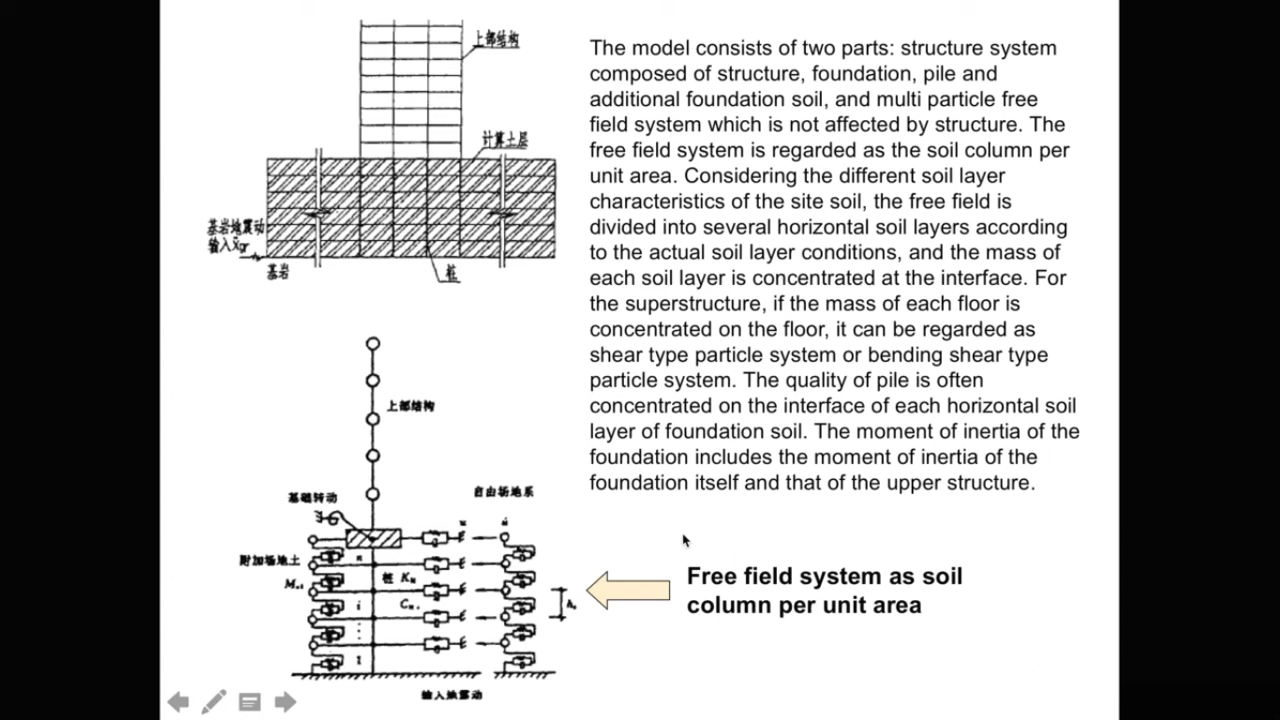 上部结构
计算土层
基岩地震动
输入ẍgr
基岩
桩
The model consists of two parts: structure system
composed of structure, foundation, pile and
additional foundation soil, and multi particle free
field system which is not affected by structure. The
free field system is regarded as the soil column per
unit area. Considering the different soil layer
characteristics of the site soil, the free field is
divided into several horizontal soil layers according
to the actual soil layer conditions, and the mass of
each soil layer is concentrated at the interface. For
the superstructure, if the mass of each floor is
concentrated on the floor, it can be regarded as
shear type particle system or bending shear type
particle system. The quality of pile is often
concentrated on the interface of each horizontal soil
layer of foundation soil. The moment of inertia of the
foundation includes the moment of inertia of the
foundation itself and that of the upper structure.
上部结构
基础转动
自由场地系
附加场地土
n
桩
i
1
输入地震动
Free field system as soil
column per unit area